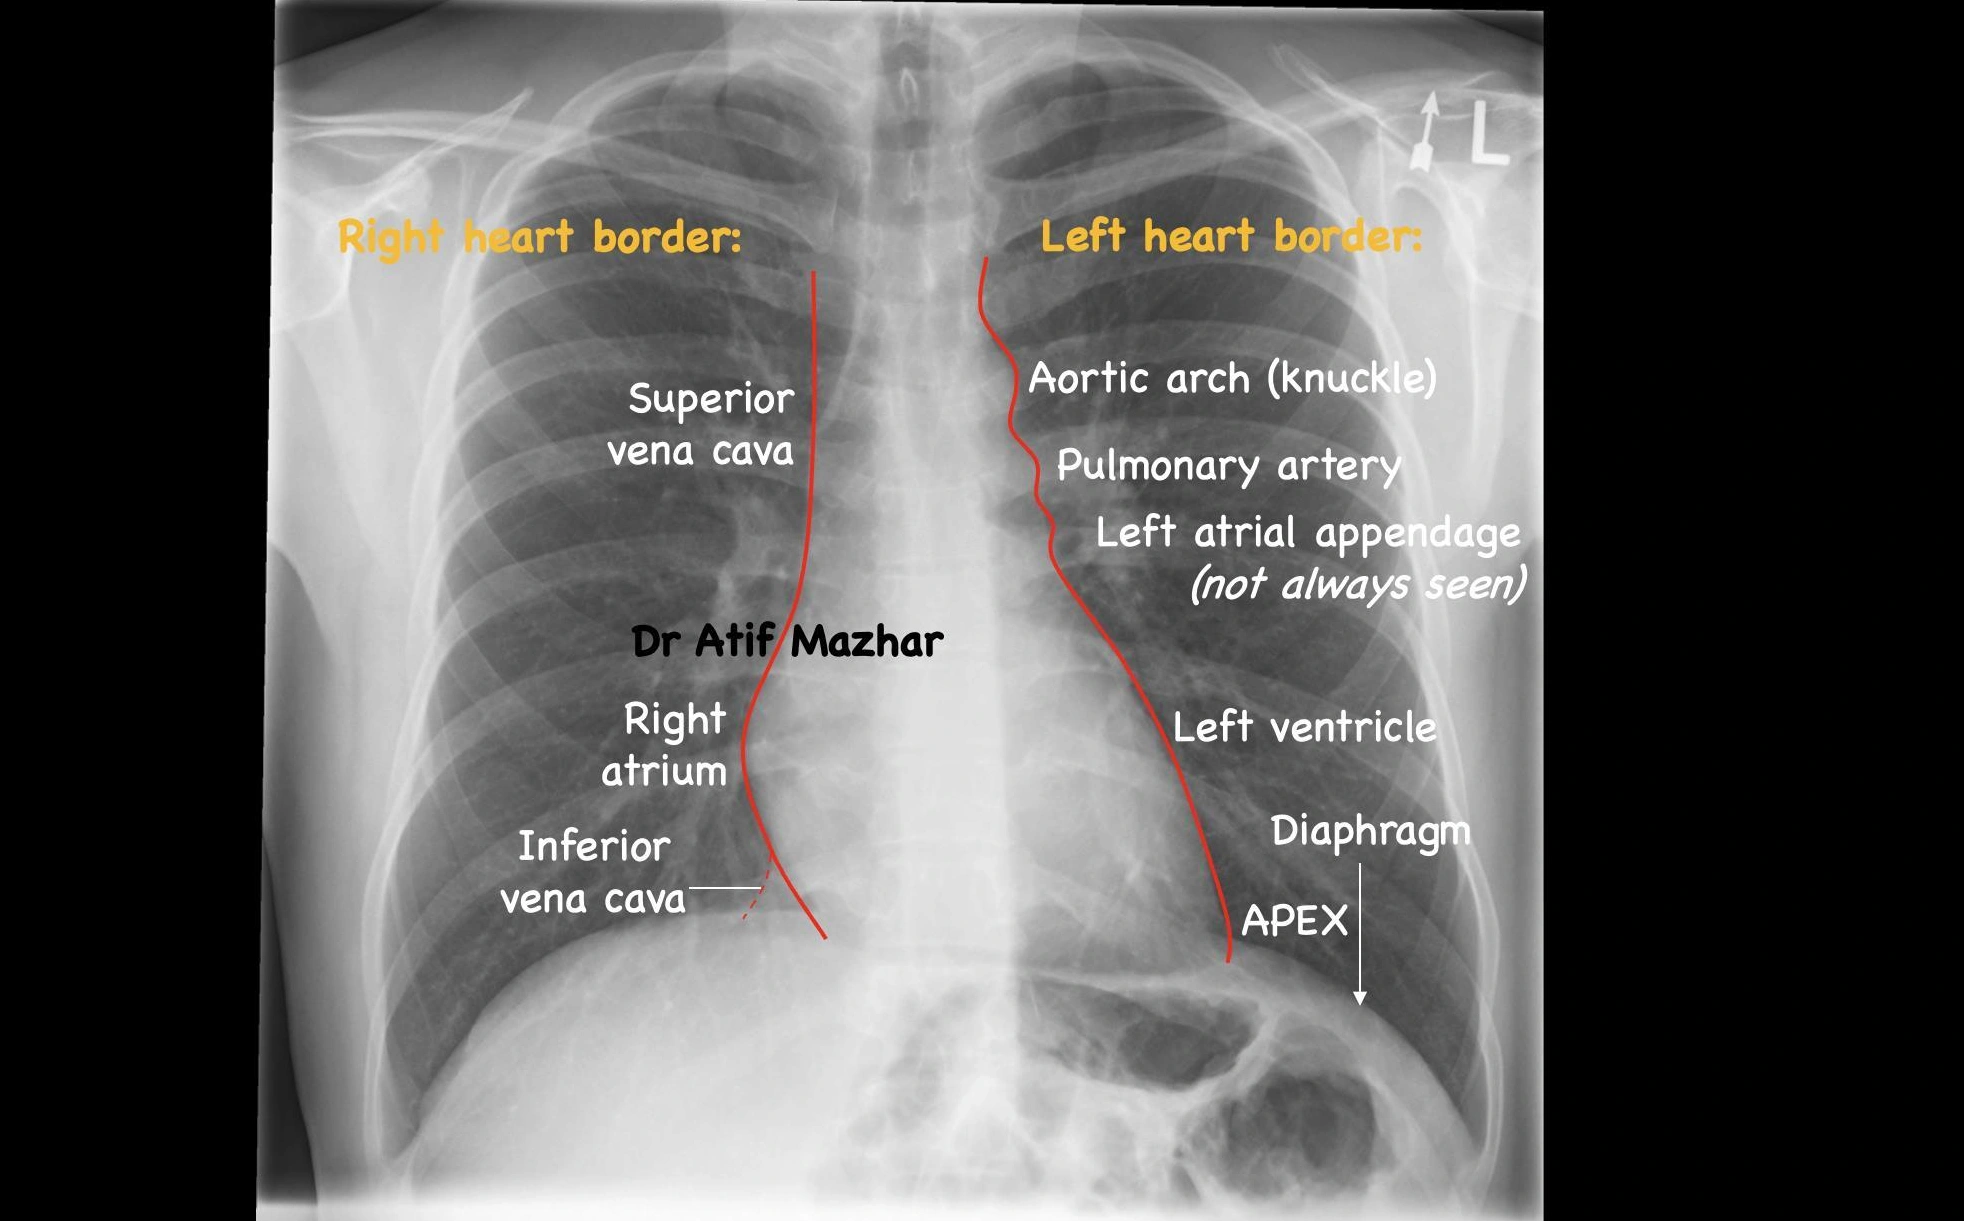 L
Right heart border:
Left heart border:
Superior
vena cava
Aortic arch (knuckle)
Pulmonary artery
Left atrial appendage
(not always seen)
Dr Atif Mazhar
Right
atrium
Left ventricle
Inferior
vena cava
Diaphragm
APEX